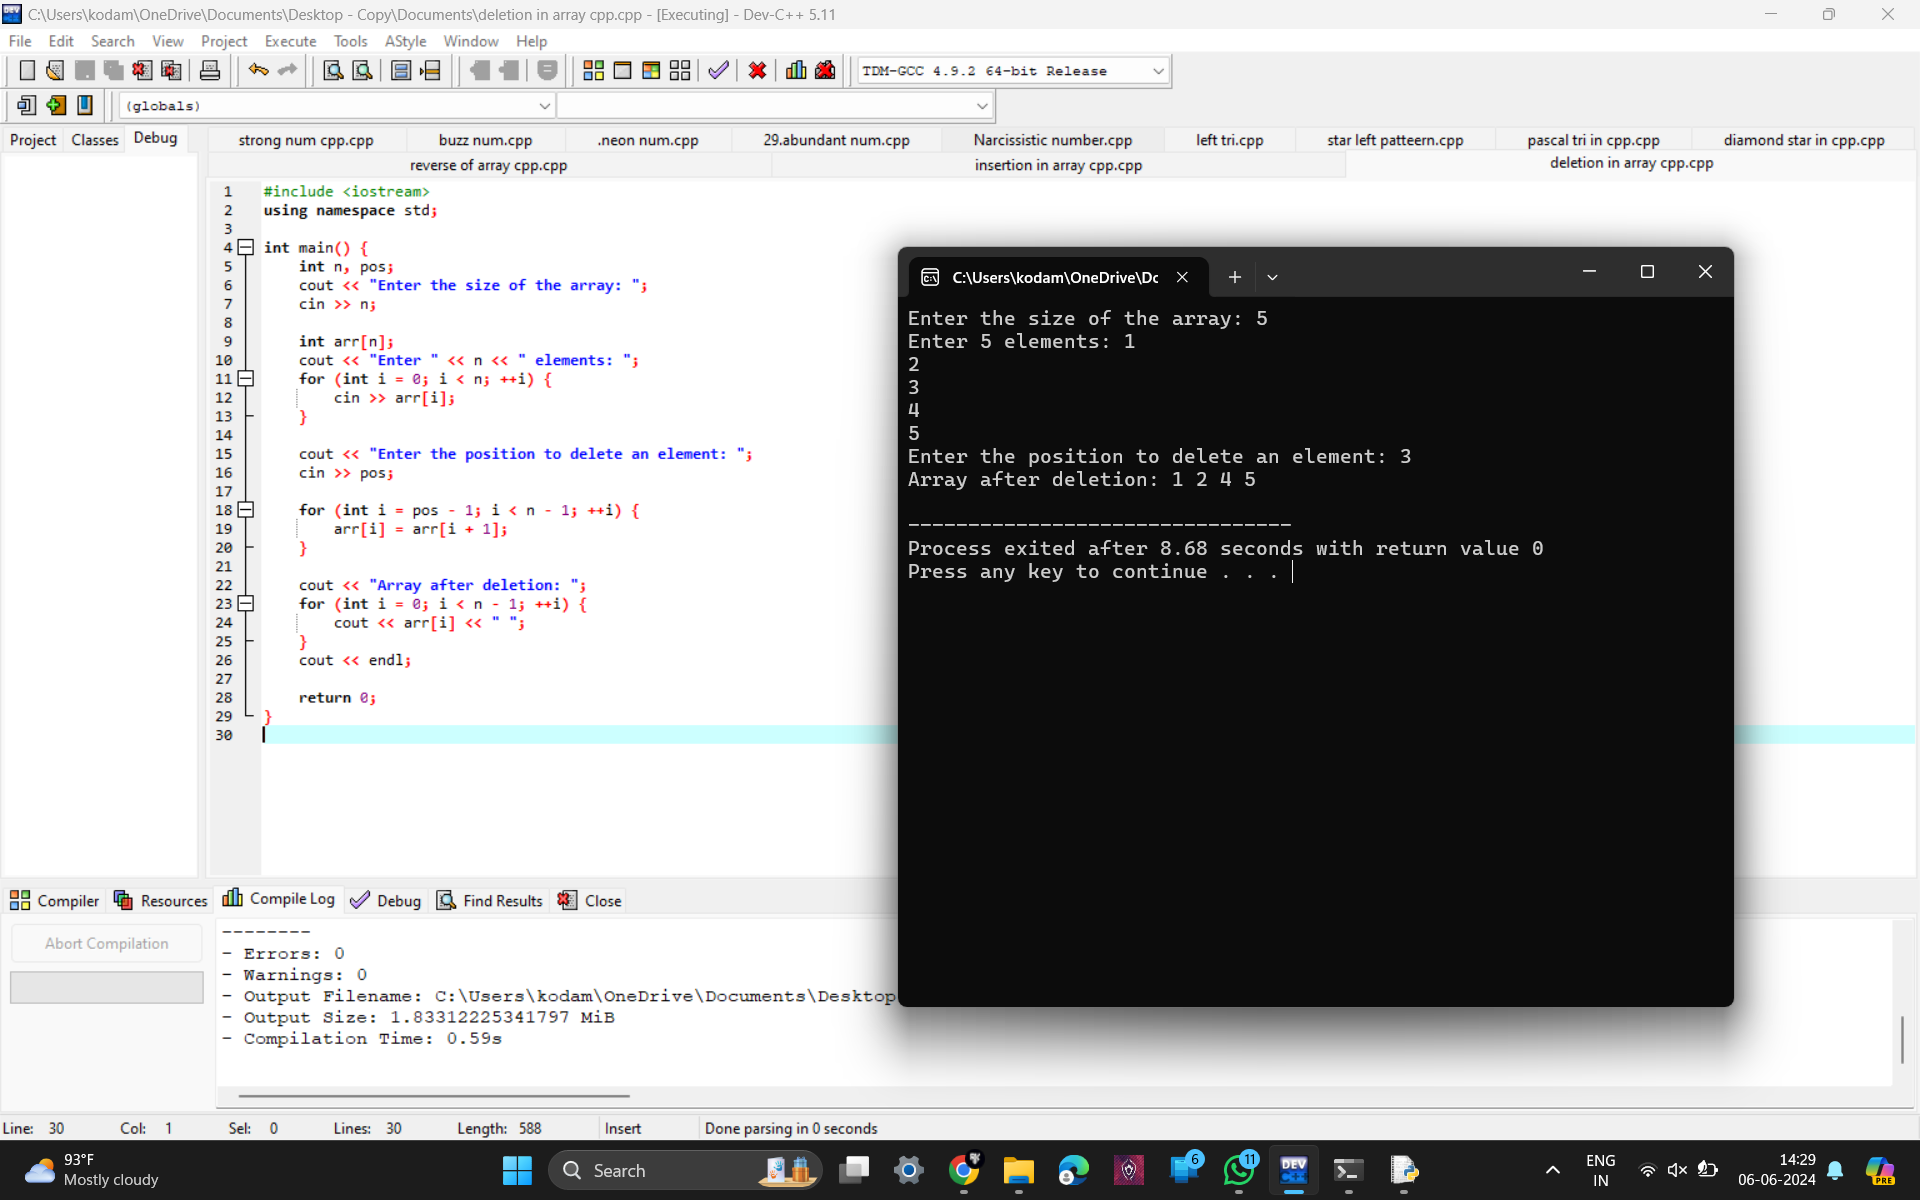 C:\Users\kodam\OneDrive\Documents\Desktop - Copy\Documents\deletion in array cpp.cpp - [Executing] - Dev-C++ 5.11
File Edit Search View Project Execute Tools AStyle Window Help
TDM-GCC 4.9.2 64-bit Release
(globals)
Project Classes Debug
strong num cpp.cpp buzz num.cpp .neon num.cpp 29.abundant num.cpp Narcissistic number.cpp left tri.cpp star left patteern.cpp pascal tri in cpp.cpp diamond star in cpp.cpp
reverse of array cpp.cpp insertion in array cpp.cpp deletion in array cpp.cpp
1 #include <iostream>
2 using namespace std;
3
4 int main() {
5 int n, pos;
6 cout << "Enter the size of the array: ";
7 cin >> n;
8
9 int arr[n];
10 cout << "Enter " << n << " elements: ";
11 for (int i = 0; i < n; ++i) {
12 cin >> arr[i];
13 }
14
15 cout << "Enter the position to delete an element: ";
16 cin >> pos;
17
18 for (int i = pos - 1; i < n - 1; ++i) {
19 arr[i] = arr[i + 1];
20 }
21
22 cout << "Array after deletion: ";
23 for (int i = 0; i < n - 1; ++i) {
24 cout << arr[i] << " ";
25 }
26 cout << endl;
27
28 return 0;
29 }
30
C:\Users\kodam\OneDrive\Dc
Enter the size of the array: 5
Enter 5 elements: 1
2
3
4
5
Enter the position to delete an element: 3
Array after deletion: 1 2 4 5
--------------------------------
Process exited after 8.68 seconds with return value 0
Press any key to continue . . .
Compiler Resources Compile Log Debug Find Results Close
Abort Compilation
--------
- Errors: 0
- Warnings: 0
- Output Filename: C:\Users\kodam\OneDrive\Documents\Desktop
- Output Size: 1.83312225341797 MiB
- Compilation Time: 0.59s
Line: 30 Col: 1 Sel: 0 Lines: 30 Length: 588 Insert Done parsing in 0 seconds
93°F
Mostly cloudy
Search
6
11
DEV
C++
ENG
IN
14:29
06-06-2024
PRE